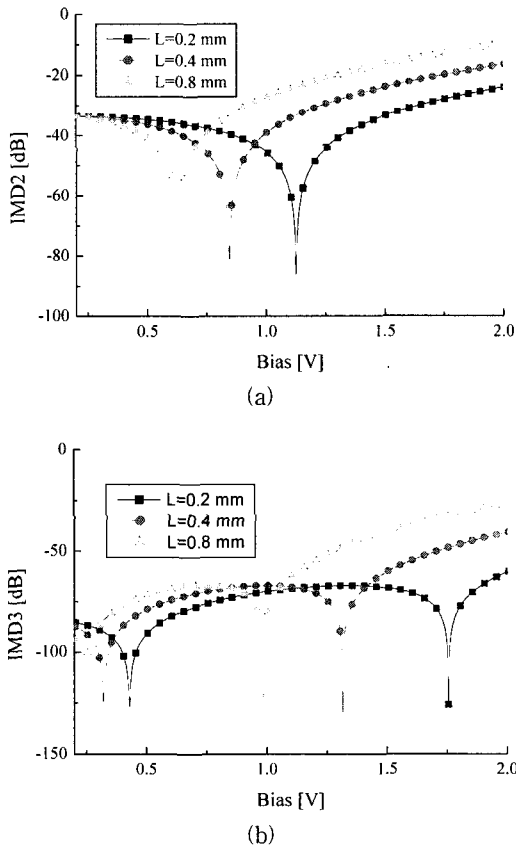 0
L=0.2 mm
L=0.4 mm
L=0.8 mm
-20
-40
-60
-80
-100
IMD2 [dB]
0.5
1.0
1.5
2.0
Bias [V]
(a)
0
L=0.2 mm
L=0.4 mm
L=0.8 mm
-50
-100
-150
IMD3 [dB]
0.5
1.0
1.5
2.0
Bias [V]
(b)